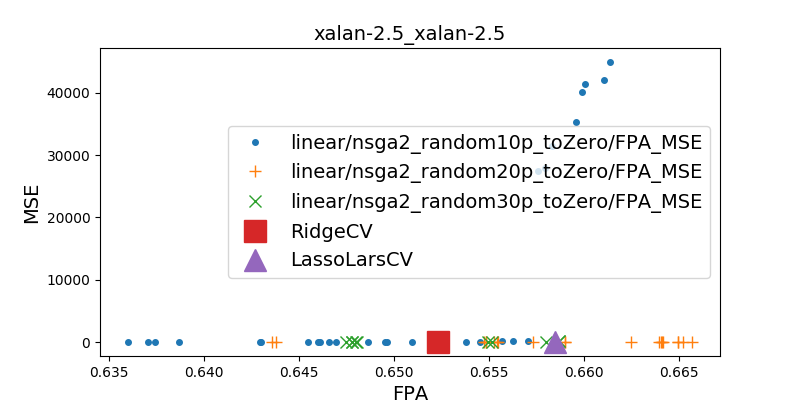 xalan-2.5_xalan-2.5
MSE
40000
30000
20000
10000
0
linear/nsga2_random10p_toZero/FPA_MSE
linear/nsga2_random20p_toZero/FPA_MSE
linear/nsga2_random30p_toZero/FPA_MSE
RidgeCV
LassoLarsCV
0.635 0.640 0.645 0.650 0.655 0.660 0.665
FPA